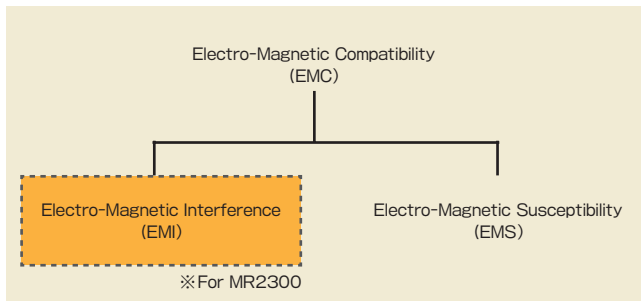 Electro-Magnetic Compatibility
(EMC)
Electro-Magnetic Interference
(EMI)
Electro-Magnetic Susceptibility
(EMS)
※For MR2300